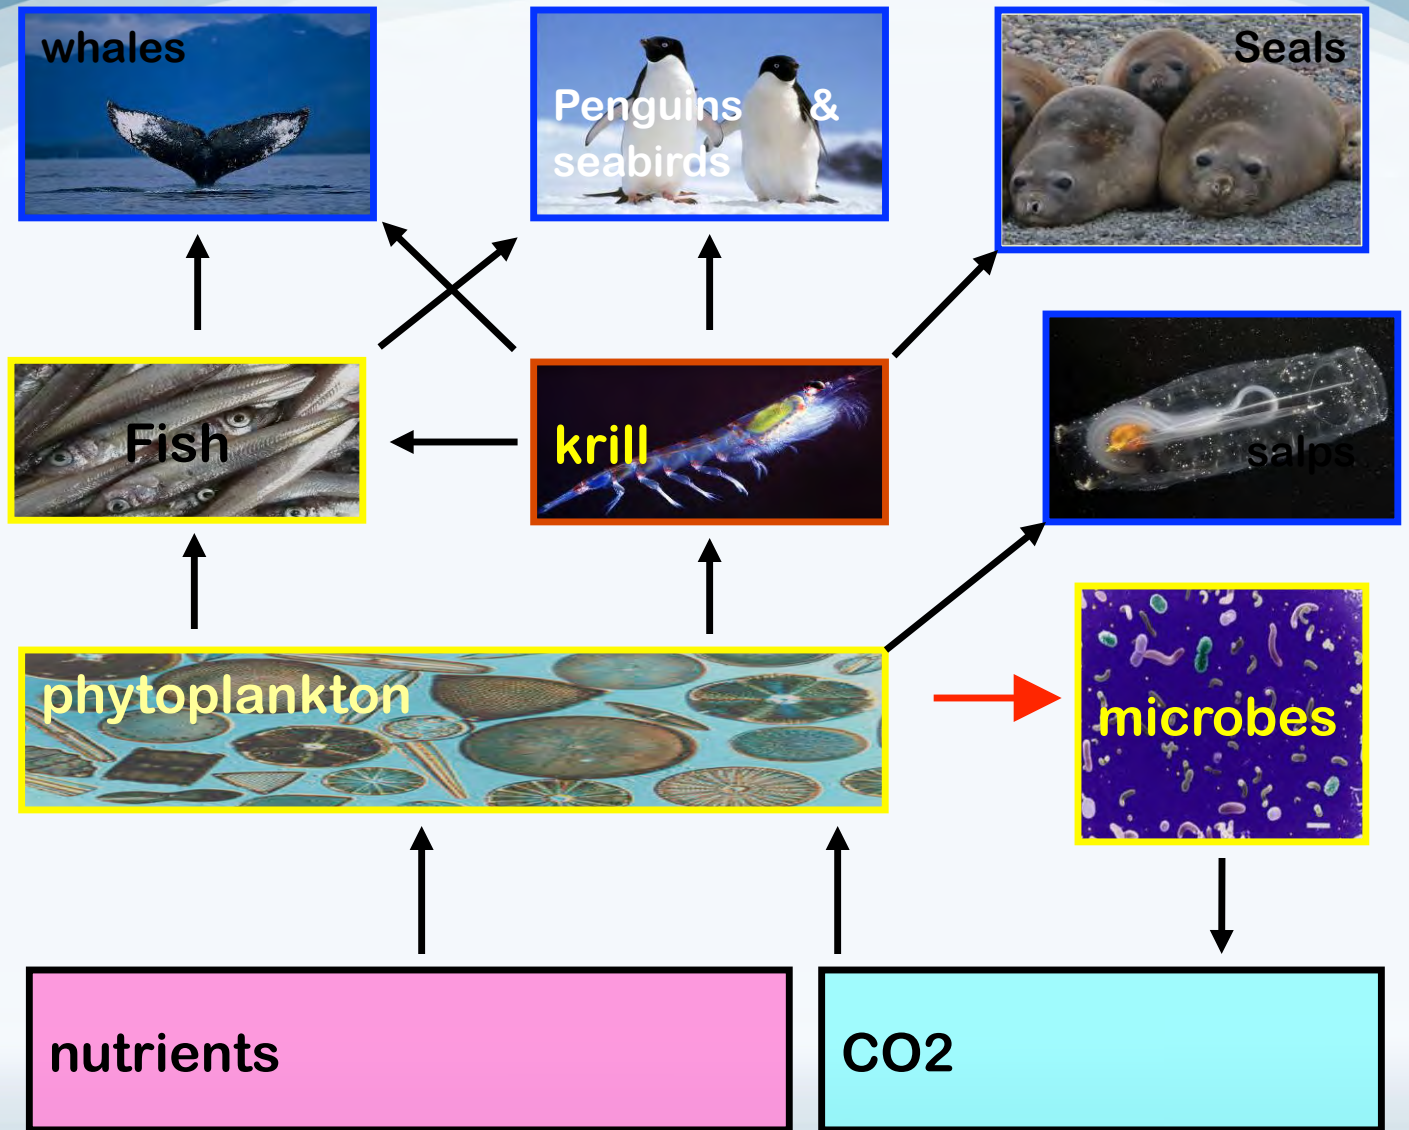 whales
Penguins &
seabirds
Seals
Fish
krill
salps
phytoplankton
microbes
nutrients
CO2